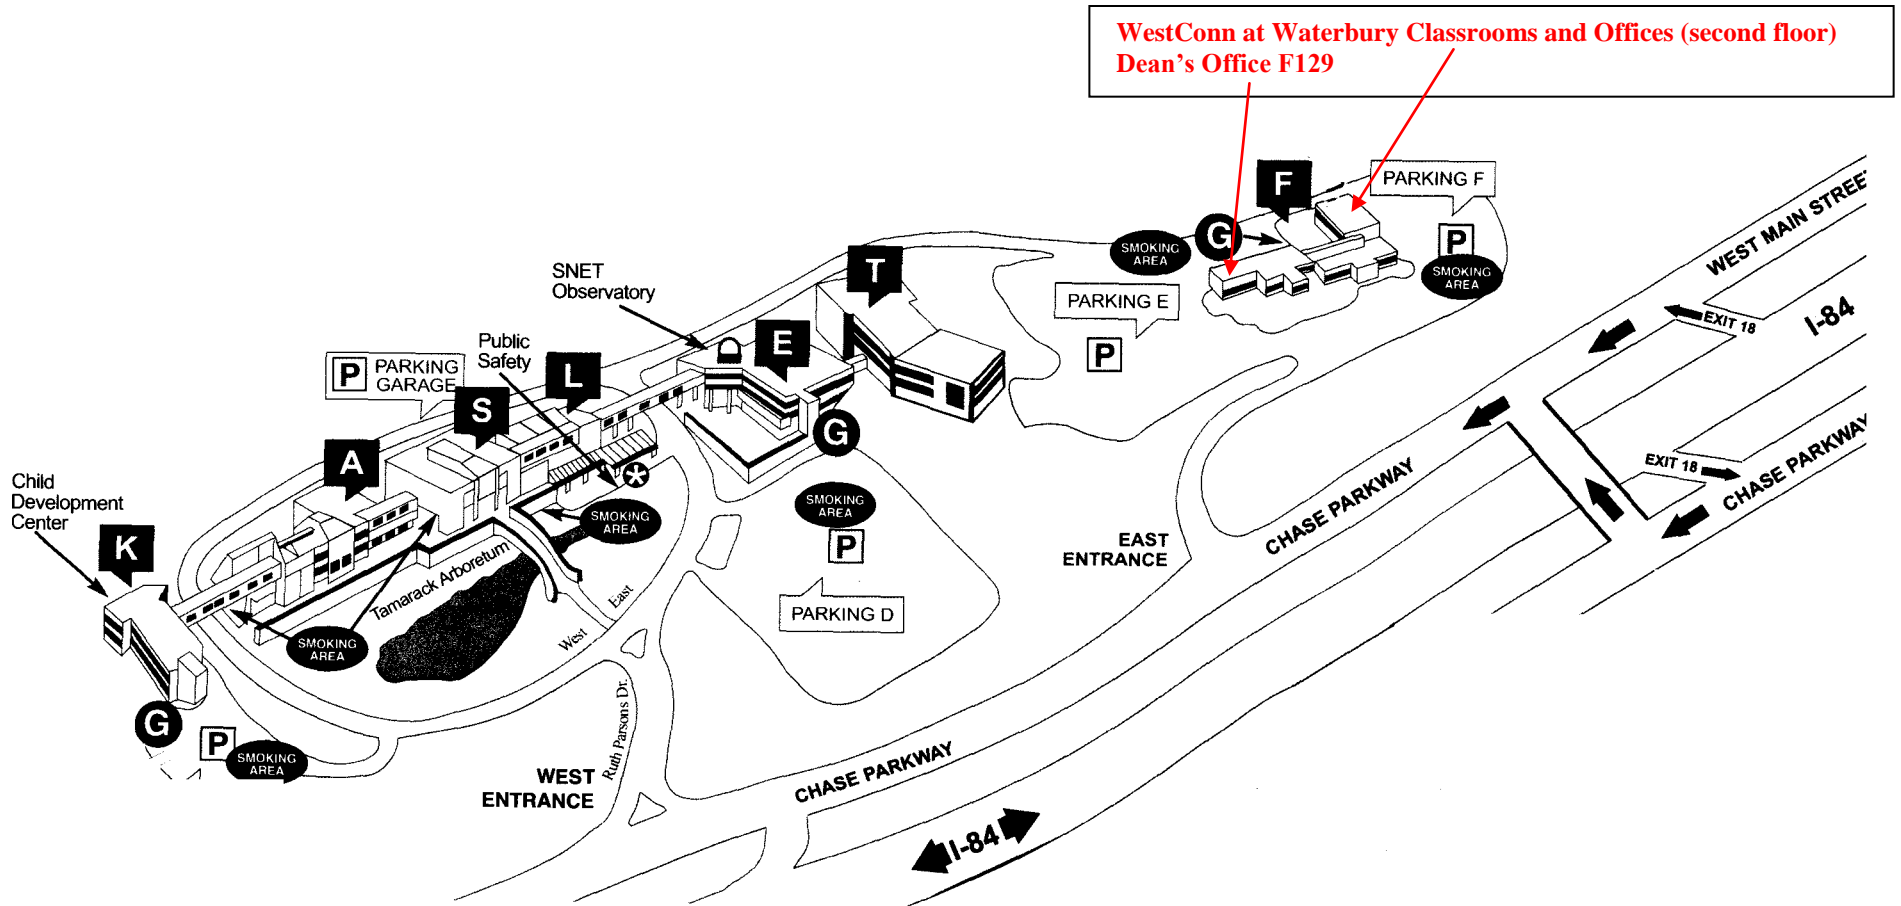 WestConn at Waterbury Classrooms and Offices (second floor)
Dean's Office F129
F
PARKING F
G
SMOKING
AREA
P
SMOKING
AREA
WEST MAIN STREET
T
SNET
Observatory
PARKING E
P
EXIT 18
I-84
Public
Safety
E
P
PARKING
GARAGE
L
S
G
A
EXIT 18
CHASE PARKWAY
Child
Development
Center
*
SMOKING
AREA
SMOKING
AREA
P
CHASE PARKWAY
EAST
ENTRANCE
K
Tamarack Arboretum
East
West
PARKING D
SMOKING
AREA
Ruth Parsons Dr.
G
P
SMOKING
AREA
WEST
ENTRANCE
CHASE PARKWAY
I-84